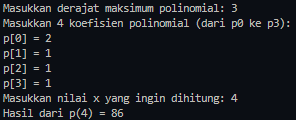 Masukkan derajat maksimum polinomial: 3
Masukkan 4 koefisien polinomial (dari p0 ke p3):
p[0] = 2
p[1] = 1
p[2] = 1
p[3] = 1
Masukkan nilai x yang ingin dihitung: 4
Hasil dari p(4) = 86